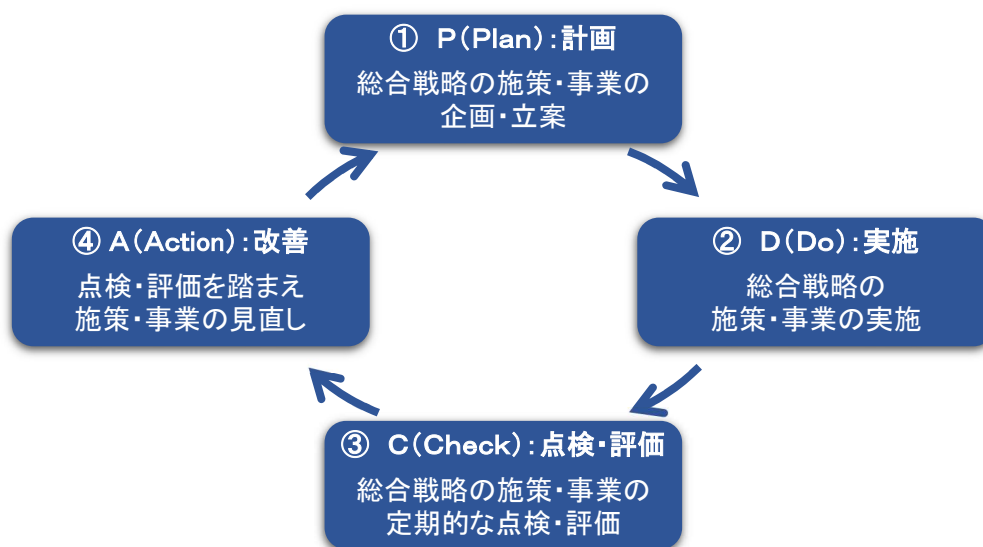 ① P(Plan):計画
総合戦略の施策・事業の
企画・立案
② D(Do):実施
総合戦略の
施策・事業の実施
③ C(Check):点検・評価
総合戦略の施策・事業の
定期的な点検・評価
④ A(Action):改善
点検・評価を踏まえ
施策・事業の見直し